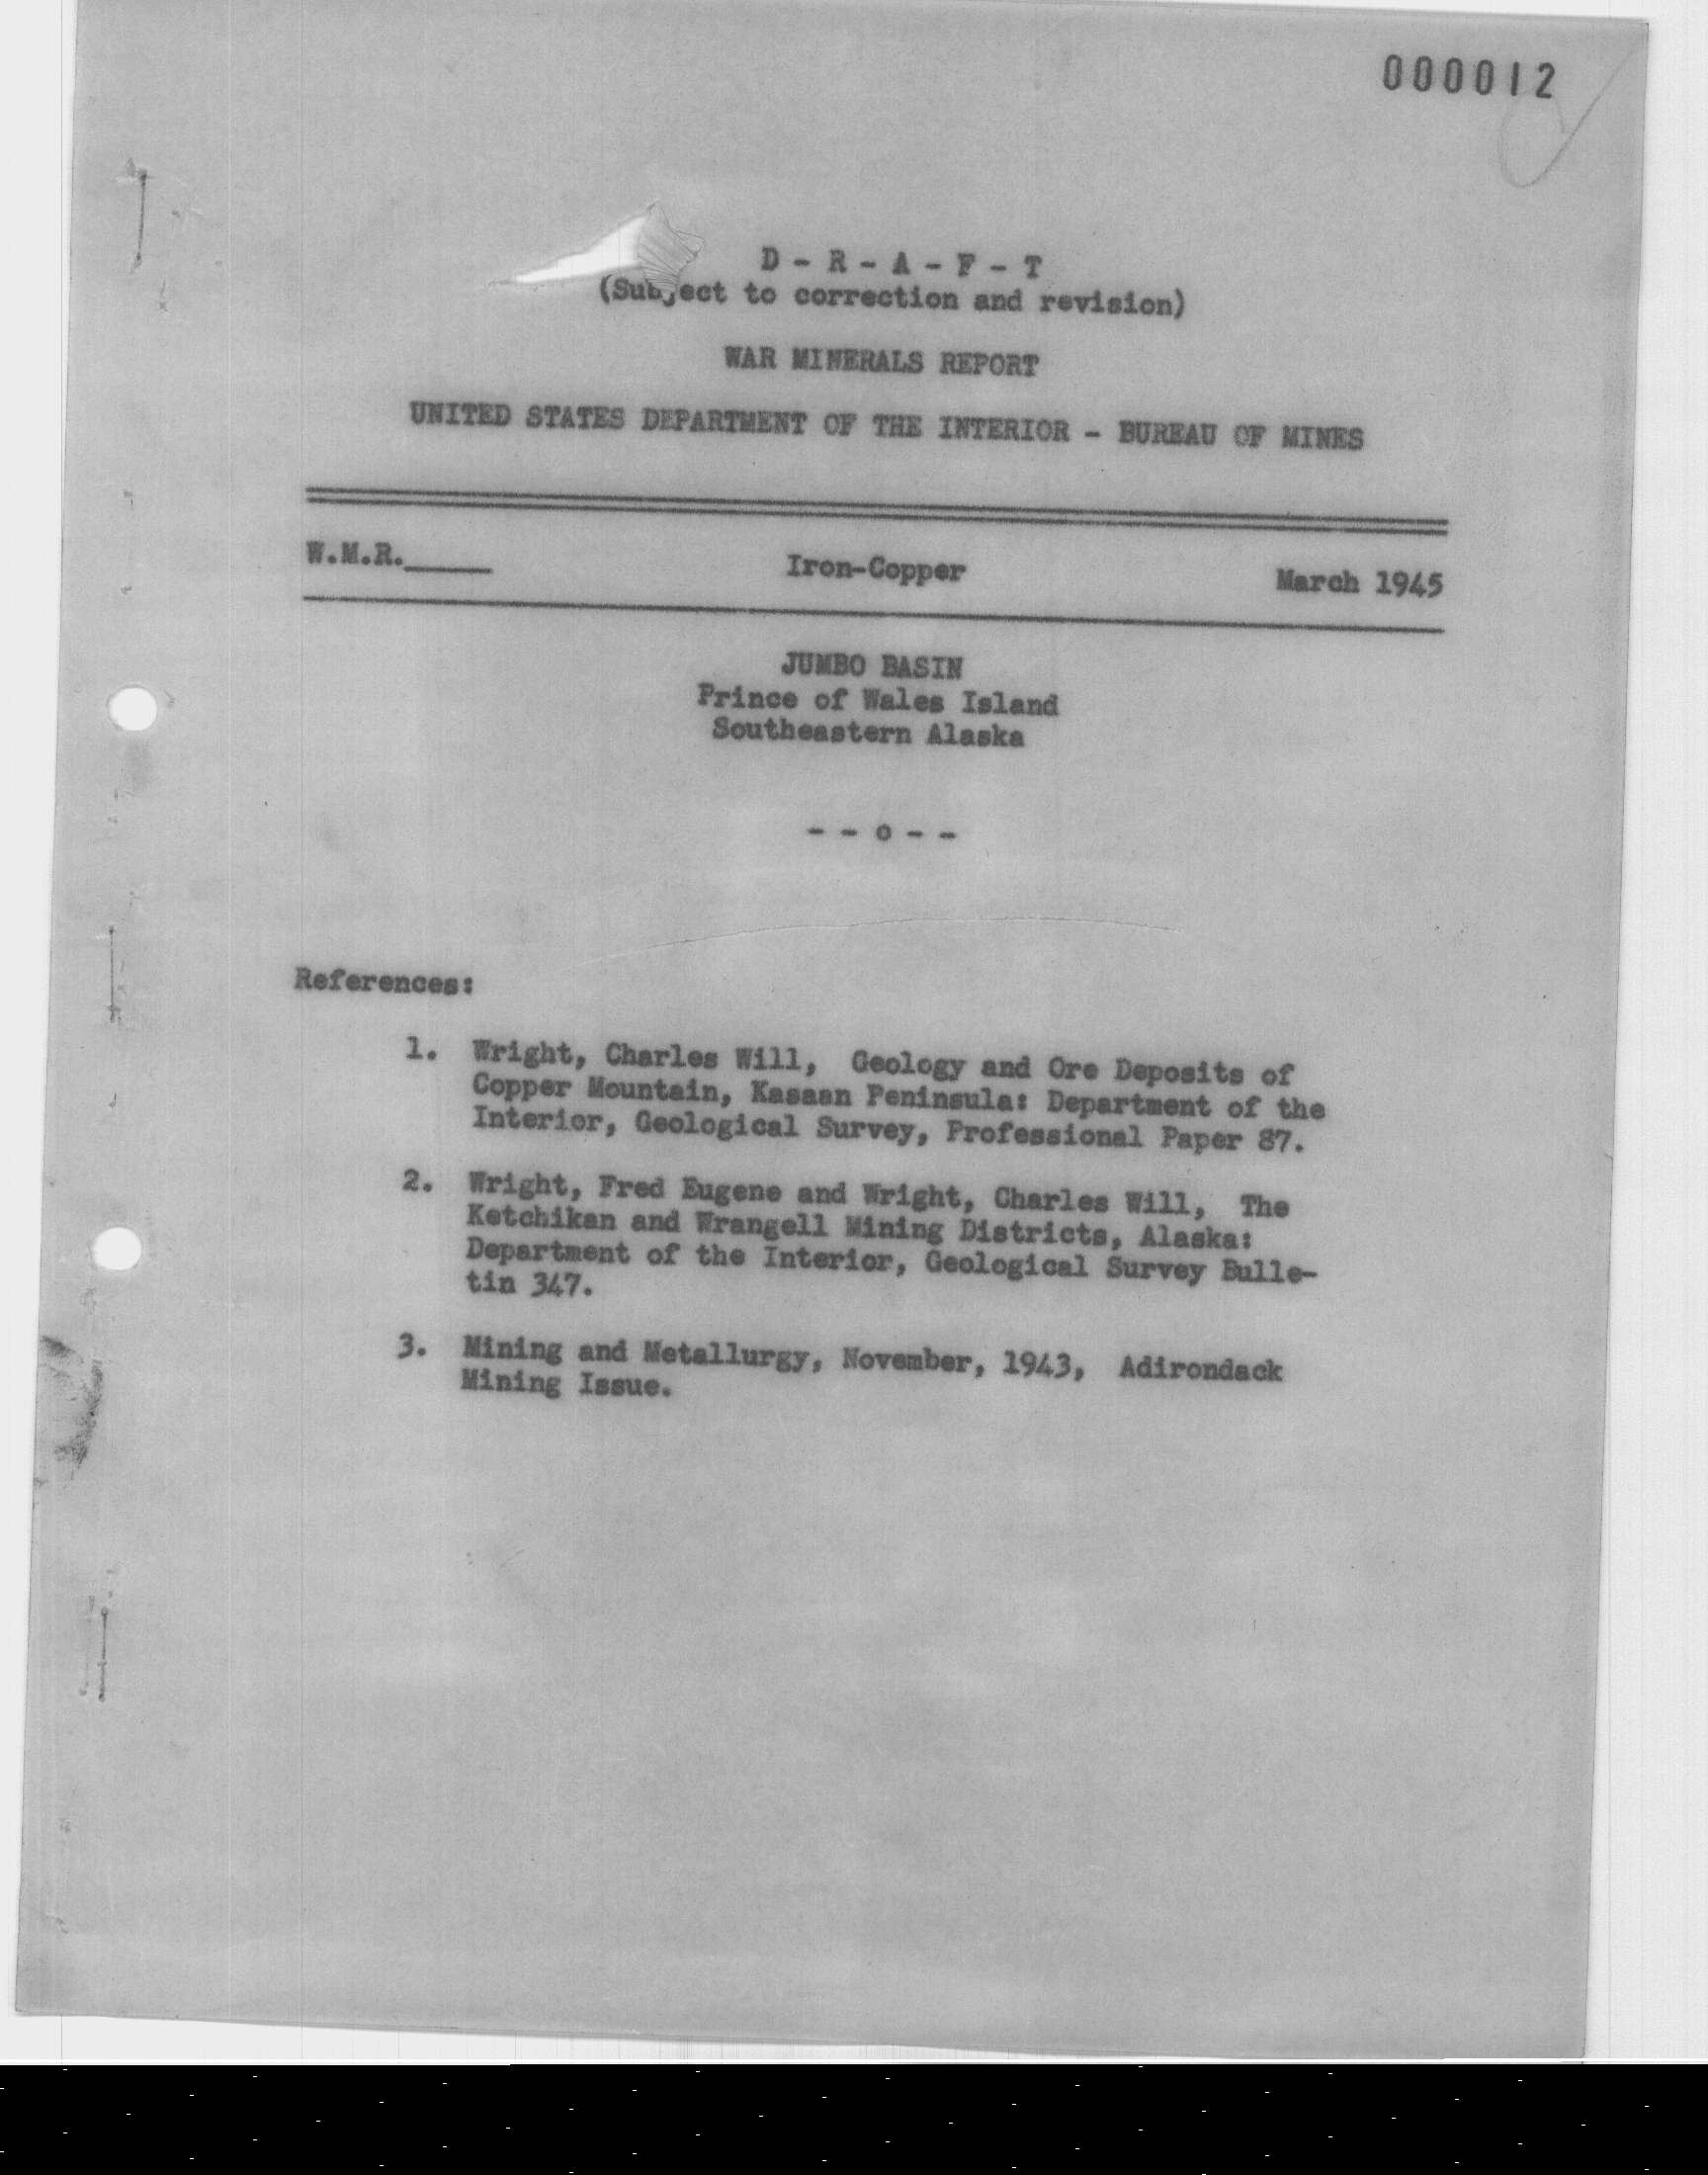 000012
D - R - A - F - T
(Subject to correction and revision)
WAR MINERALS REPORT
UNITED STATES DEPARTMENT OF THE INTERIOR - BUREAU OF MINES
W.M.R._____ Iron-Copper March 1945
JUMBO BASIN
Prince of Wales Island
Southeastern Alaska
- - o - -
References:
1. Wright, Charles Will, Geology and Ore Deposits of
Copper Mountain, Kasaan Peninsula: Department of the
Interior, Geological Survey, Professional Paper 87.
2. Wright, Fred Eugene and Wright, Charles Will, The
Ketchikan and Wrangell Mining Districts, Alaska:
Department of the Interior, Geological Survey Bulle-
tin 347.
3. Mining and Metallurgy, November, 1943, Adirondack
Mining Issue.